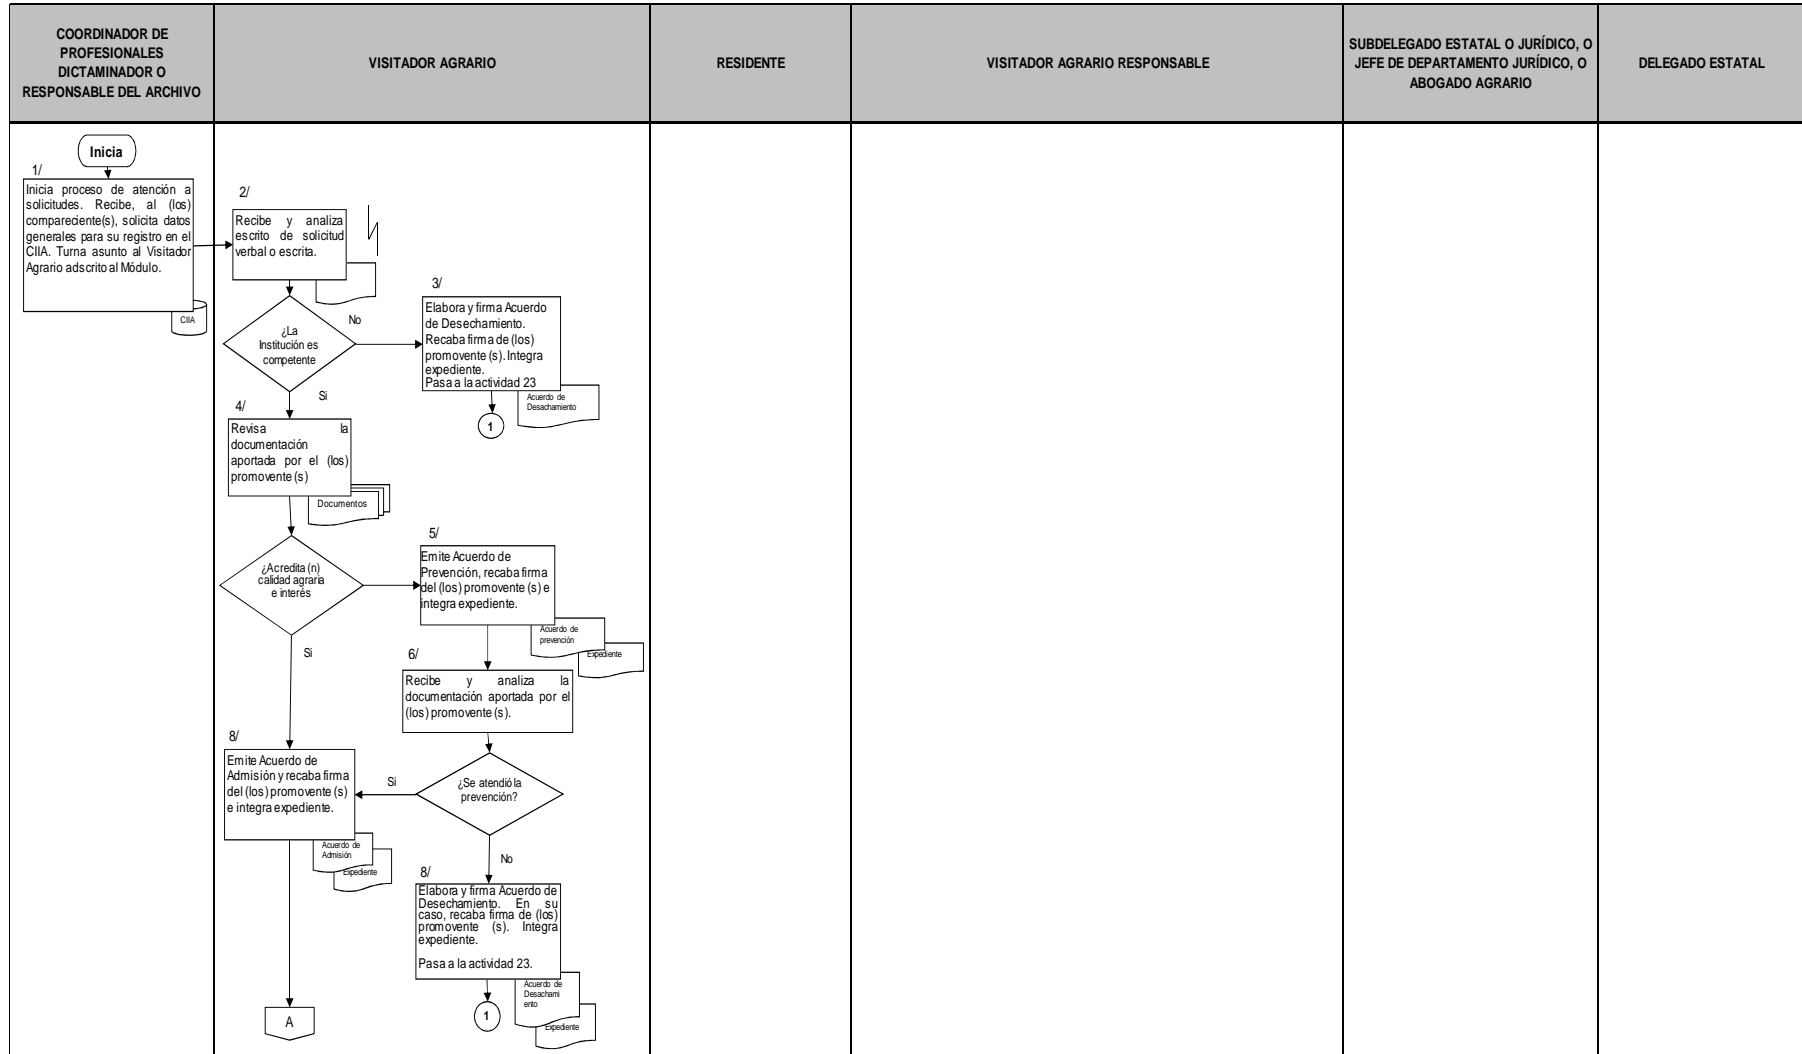 COORDINADOR DE
PROFESIONALES
DICTAMINADOR O
RESPONSABLE DEL ARCHIVO
VISITADOR AGRARIO
RESIDENTE
VISITADOR AGRARIO RESPONSABLE
SUBDELEGADO ESTATAL O JURÍDICO, O
JEFE DE DEPARTAMENTO JURÍDICO, O
ABOGADO AGRARIO
DELEGADO ESTATAL
Inicia
1/
Inicia proceso de atención a
solicitudes. Recibe, al (los)
compareciente(s), solicita datos
generales para su registro en el
CIIA. Turna asunto al Visitador
Agrario adscrito al Módulo.
CIIA
2/
Recibe y analiza
escrito de solicitud
verbal o escrita.
¿La
Institución es
competente
No
Si
3/
Elabora y firma Acuerdo
de Desechamiento.
Recaba firma de (los)
promovente (s). Integra
expediente.
Pasa a la actividad 23
Acuerdo de
Desachamiento
1
4/
Revisa la
documentación
aportada por el (los)
promovente (s)
Documentos
¿Acredita (n)
calidad agraria
e interés
Si
5/
Emite Acuerdo de
Prevención, recaba firma
del (los) promovente (s) e
integra expediente.
Acuerdo de
prevención
Expediente
6/
Recibe y analiza la
documentación aportada por el
(los) promovente (s).
¿Se atendió la
prevención?
Si
No
8/
Emite Acuerdo de
Admisión y recaba firma
del (los) promovente (s)
e integra expediente.
Acuerdo de
Admisión
Expediente
A
8/
Elabora y firma Acuerdo de
Desechamiento. En su
caso, recaba firma de (los)
promovente (s). Integra
expediente.
Pasa a la actividad 23.
Acuerdo de
Desachami
ento
Expediente
1